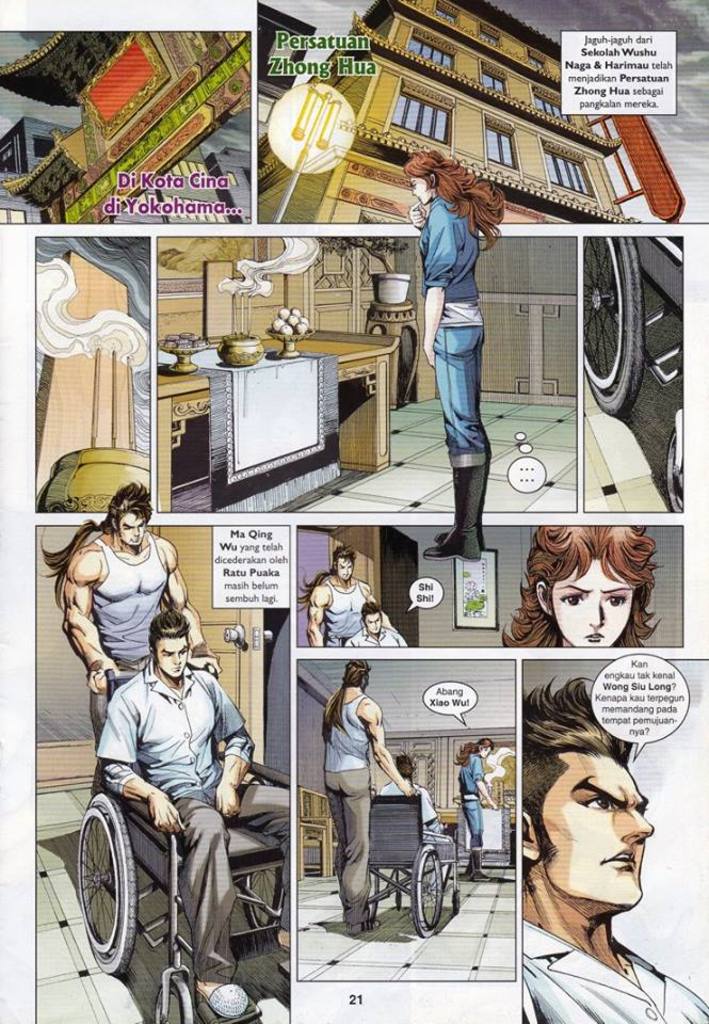 Persatuan
Zhong Hua
Jaguh-jaguh dari
Sekolah Wushu
Naga & Harimau telah
menjadikan Persatuan
Zhong Hua sebagai
pangkalan mereka.
Di Kota Cina
di Yokohama...
...
...
Ma Qing
Wu yang telah
dicederakan oleh
Ratu Puaka
masih belum
sembuh lagi.
Shi
Shi!
Abang
Xiao Wu!
Kan
engkau tak kenal
Wong Siu Long?
Kenapa kau terpegun
memandang pada
tempat pemujuan-
nya?
21